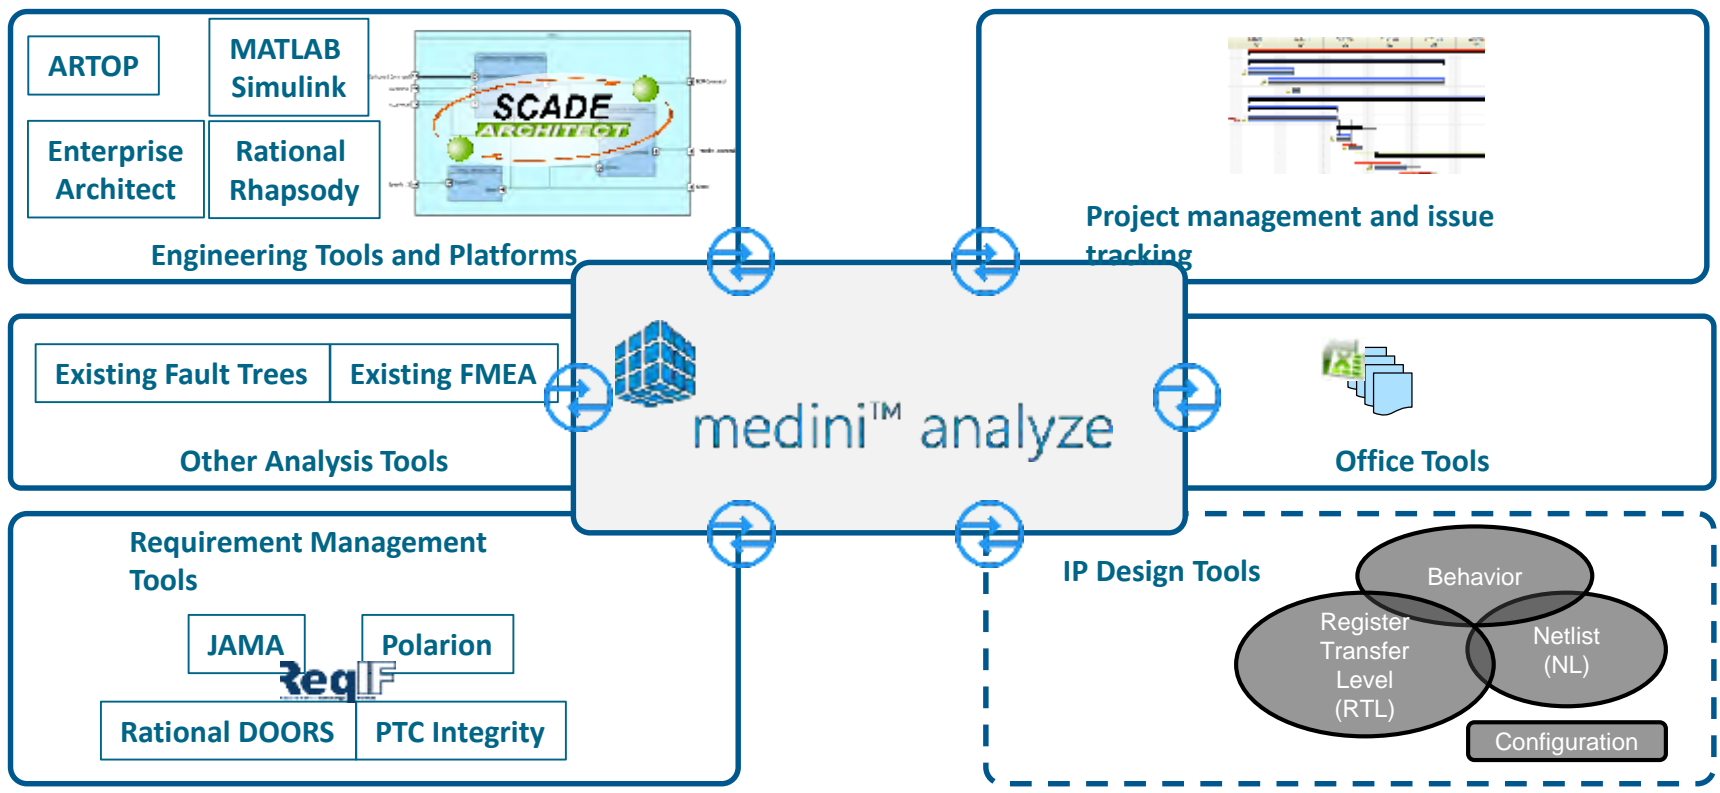 ARTOP
MATLAB
Simulink
Enterprise
Architect
Rational
Rhapsody
SCADE
ARCHITECT
Engineering Tools and Platforms
Project management and issue
tracking
Existing Fault Trees
Existing FMEA
Other Analysis Tools
medini™ analyze
Office Tools
Requirement Management
Tools
JAMA
Polarion
ReqIF
Rational DOORS
PTC Integrity
IP Design Tools
Behavior
Register
Transfer
Level
(RTL)
Netlist
(NL)
Configuration